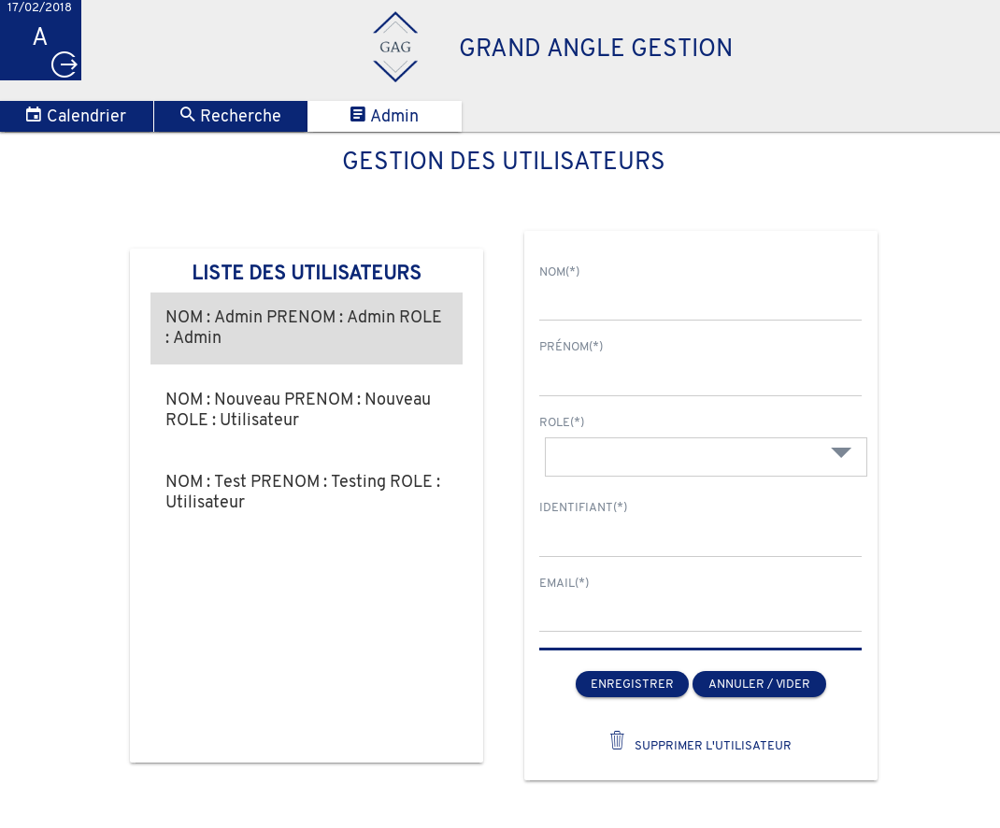 17/02/2018
A
GAG
GRAND ANGLE GESTION
Calendrier
Recherche
Admin
GESTION DES UTILISATEURS
LISTE DES UTILISATEURS
NOM : Admin PRENOM : Admin ROLE
: Admin
NOM : Nouveau PRENOM : Nouveau
ROLE : Utilisateur
NOM : Test PRENOM : Testing ROLE :
Utilisateur
NOM(*)
PRÉNOM(*)
ROLE(*)
IDENTIFIANT(*)
EMAIL(*)
ENREGISTRER
ANNULER / VIDER
SUPPRIMER L'UTILISATEUR